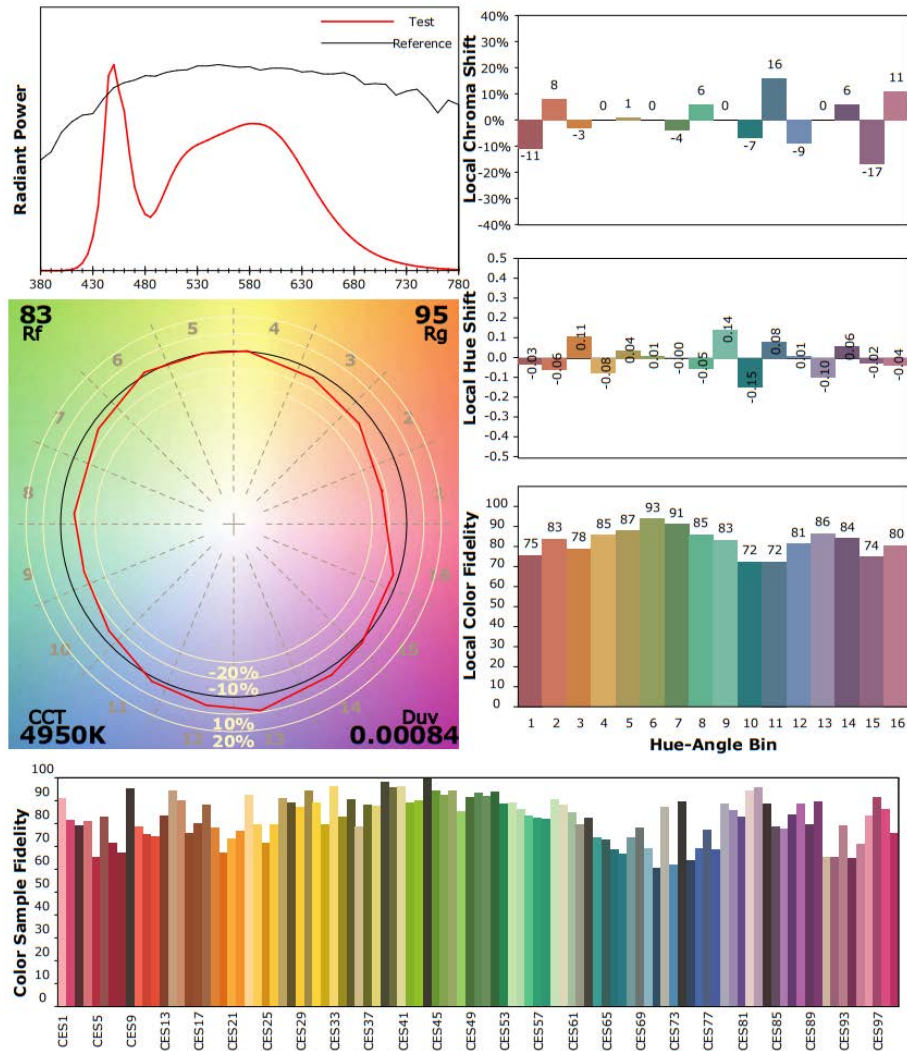 Test
Reference
Radiant Power
380 430 480 530 580 630 680 730 780
40%
30%
20%
10%
0%
-10%
-20%
-30%
-40%
Local Chroma Shift
-11 8 -3 0 1 0 -4 6 0 -7 16 -9 0 6 -17 11
0.5
0.4
0.3
0.2
0.1
0.0
-0.1
-0.2
-0.3
-0.4
-0.5
Local Hue Shift
-0.03 -0.06 0.11 -0.08 0.04 0.01 -0.00 -0.05 0.14 -0.15 0.08 0.01 -0.10 0.06 -0.02 -0.04
83
Rf
95
Rg
1 2 3 4 5 6 7 8 9 10 11 12 13 14 15 16
-20%
-10%
10%
20%
CCT
4950K
Duv
0.00084
100
90
80
70
60
50
40
30
20
10
0
Local Color Fidelity
75 83 78 85 87 93 91 85 83 72 72 81 86 84 74 80
1 2 3 4 5 6 7 8 9 10 11 12 13 14 15 16
Hue-Angle Bin
100
90
80
70
60
50
40
30
20
10
0
Color Sample Fidelity
CES1 CES5 CES9 CES13 CES17 CES21 CES25 CES29 CES33 CES37 CES41 CES45 CES49 CES53 CES57 CES61 CES65 CES69 CES73 CES77 CES81 CES85 CES89 CES93 CES97